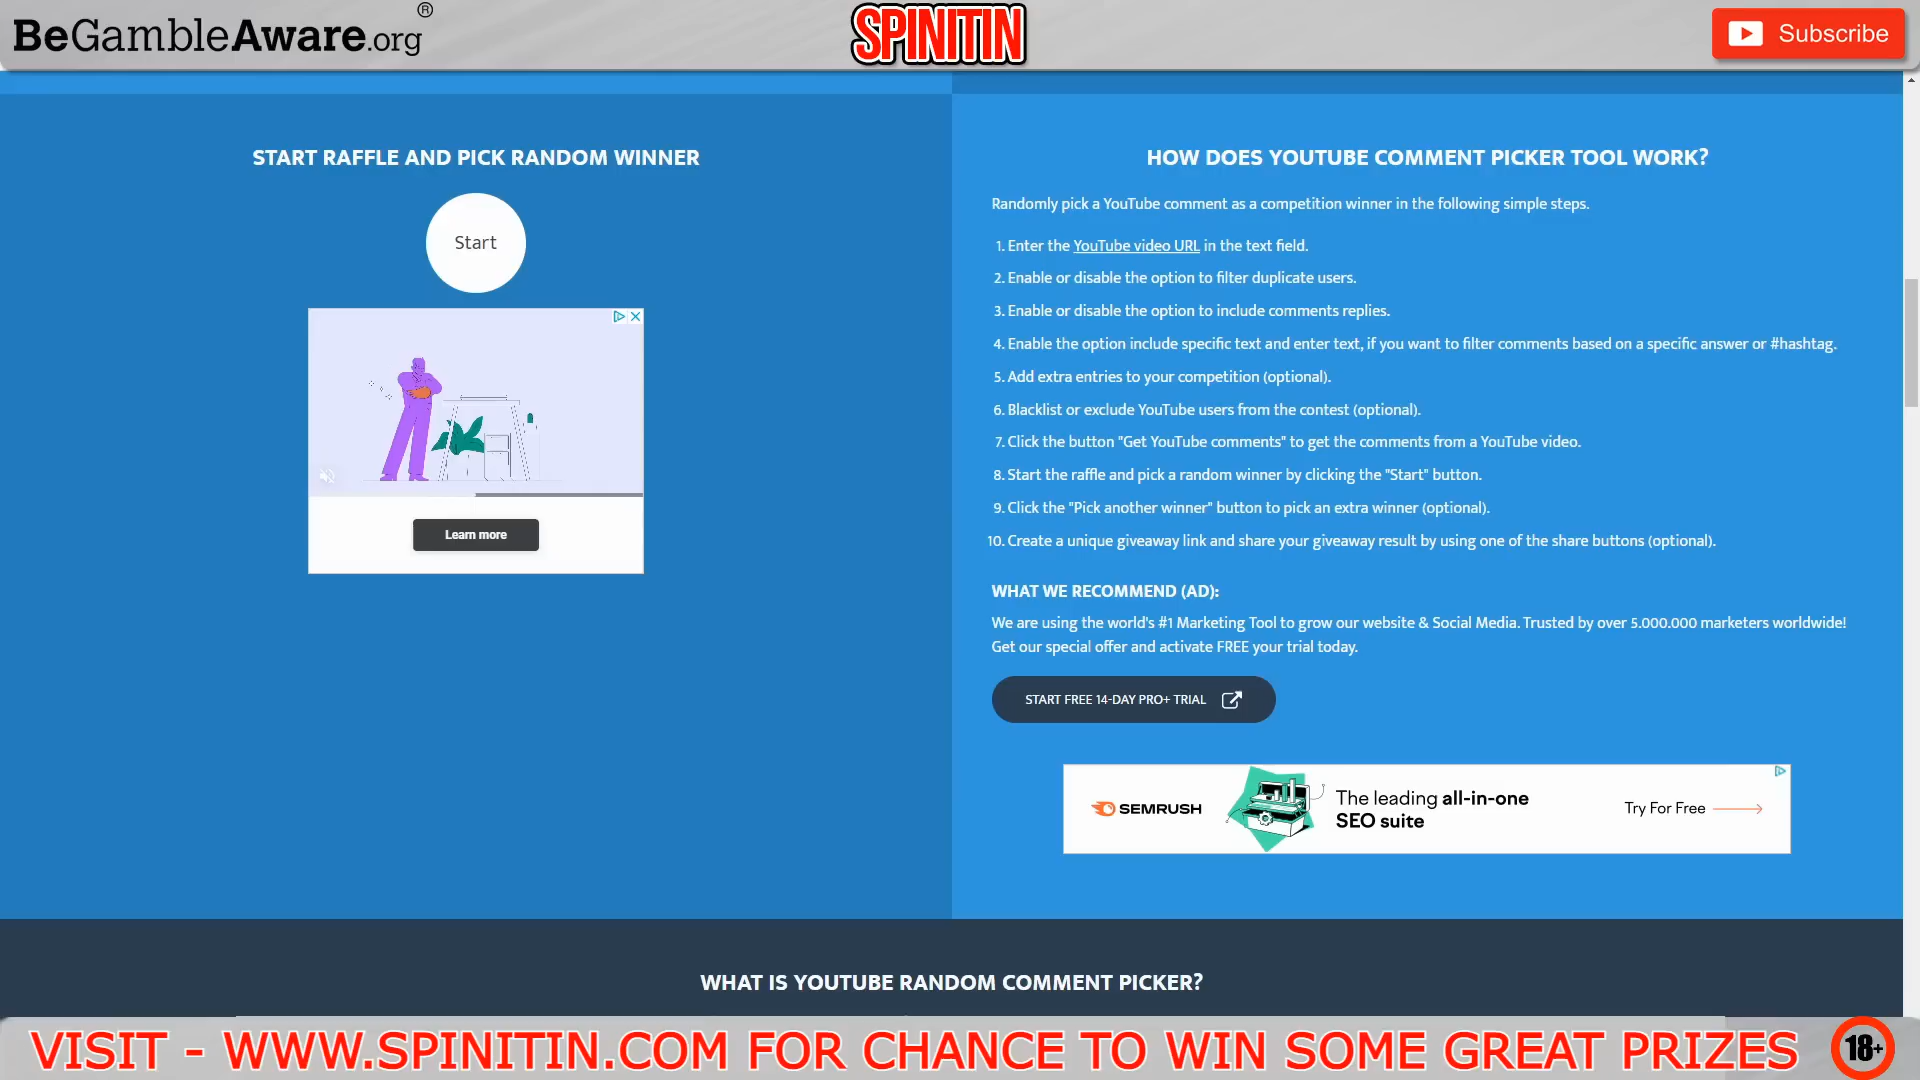 BeGambleAware.org®
SPINITIN
Subscribe
START RAFFLE AND PICK RANDOM WINNER
Start
Learn more
HOW DOES YOUTUBE COMMENT PICKER TOOL WORK?
Randomly pick a YouTube comment as a competition winner in the following simple steps.
1. Enter the YouTube video URL in the text field.
2. Enable or disable the option to filter duplicate users.
3. Enable or disable the option to include comments replies.
4. Enable the option include specific text and enter text, if you want to filter comments based on a specific answer or #hashtag.
5. Add extra entries to your competition (optional).
6. Blacklist or exclude YouTube users from the contest (optional).
7. Click the button "Get YouTube comments" to get the comments from a YouTube video.
8. Start the raffle and pick a random winner by clicking the "Start" button.
9. Click the "Pick another winner" button to pick an extra winner (optional).
10. Create a unique giveaway link and share your giveaway result by using one of the share buttons (optional).
WHAT WE RECOMMEND (AD):
We are using the world's #1 Marketing Tool to grow our website & Social Media. Trusted by over 5.000.000 marketers worldwide!
Get our special offer and activate FREE your trial today.
START FREE 14-DAY PRO+ TRIAL
SEMRUSH
The leading all-in-one
SEO suite
Try For Free
WHAT IS YOUTUBE RANDOM COMMENT PICKER?
VISIT - WWW.SPINITIN.COM FOR CHANCE TO WIN SOME GREAT PRIZES
18+